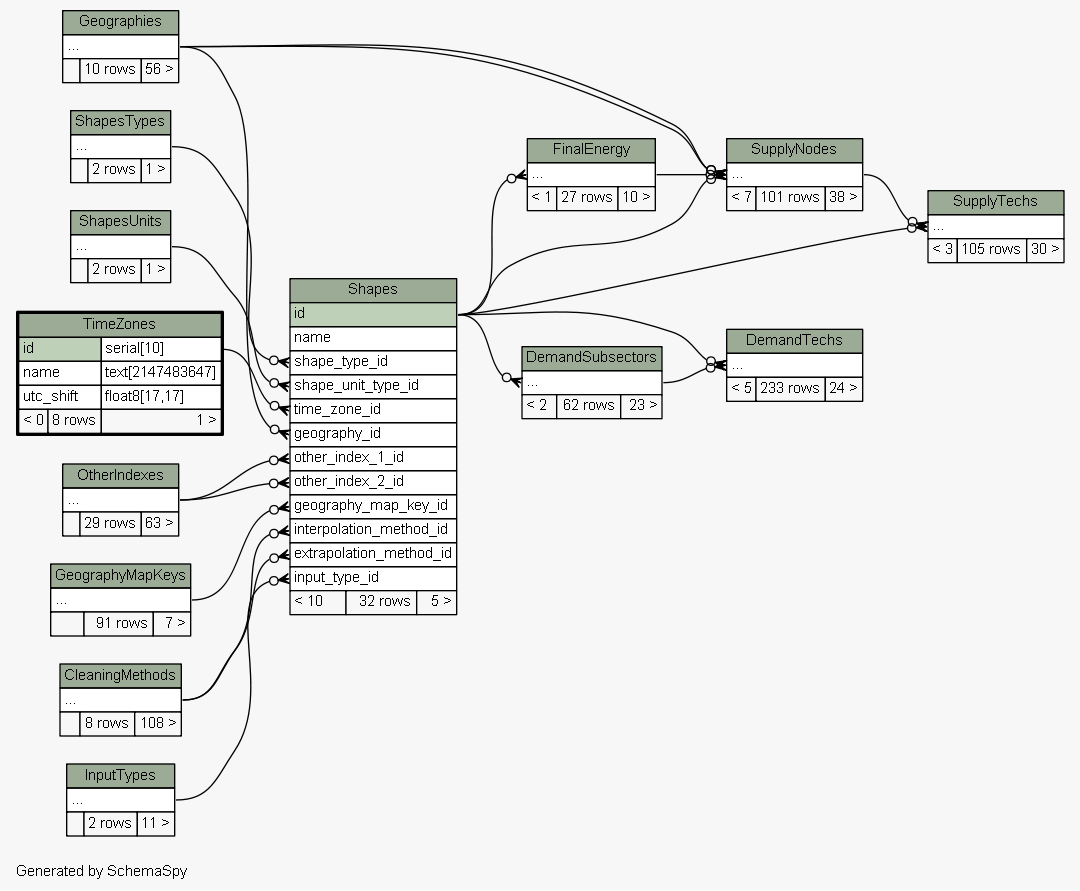 Geographies
...
10 rows 56 >
ShapesTypes
...
2 rows 1 >
ShapesUnits
...
2 rows 1 >
TimeZones
id serial[10]
name text[2147483647]
utc_shift float8[17,17]
< 0 8 rows 1 >
OtherIndexes
...
29 rows 63 >
GeographyMapKeys
...
91 rows 7 >
CleaningMethods
...
8 rows 108 >
InputTypes
...
2 rows 11 >
Shapes
id
name
shape_type_id
shape_unit_type_id
time_zone_id
geography_id
other_index_1_id
other_index_2_id
geography_map_key_id
interpolation_method_id
extrapolation_method_id
input_type_id
< 10 32 rows 5 >
FinalEnergy
...
< 1 27 rows 10 >
DemandSubsectors
...
< 2 62 rows 23 >
SupplyNodes
...
< 7 101 rows 38 >
DemandTechs
...
< 5 233 rows 24 >
SupplyTechs
...
< 3 105 rows 30 >
Generated by SchemaSpy